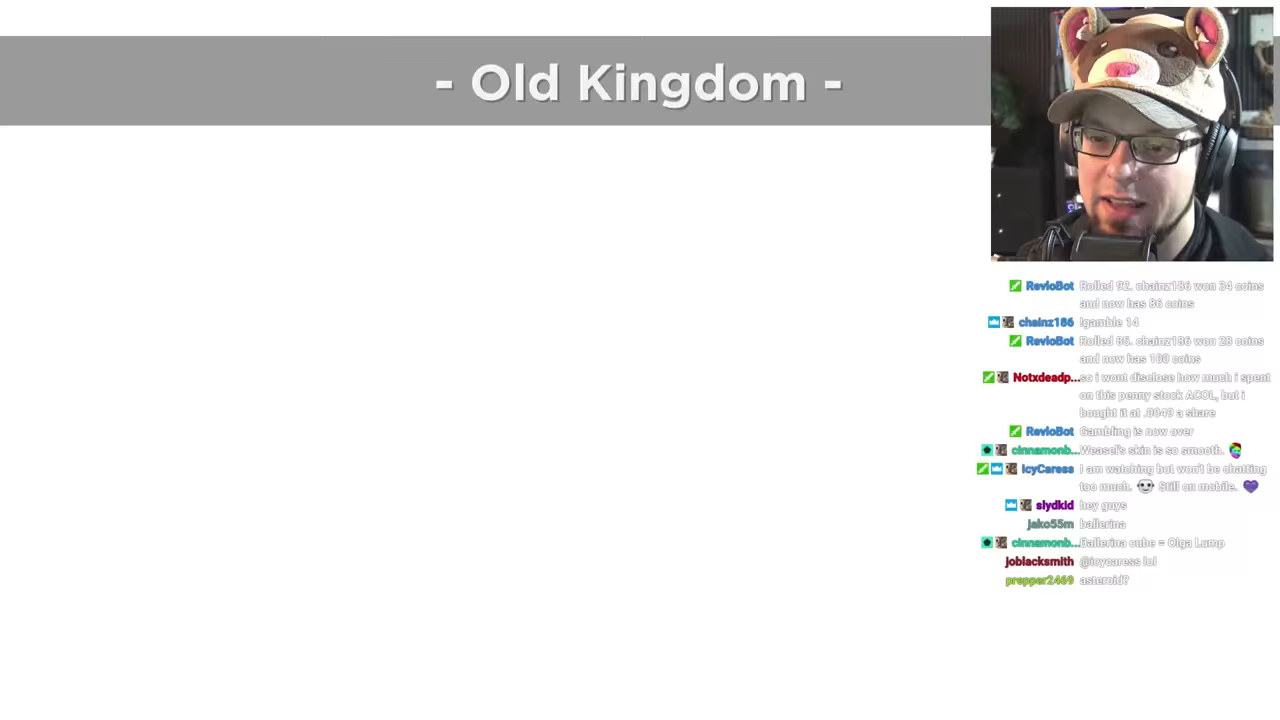 - Old Kingdom -
RevloBot Rolled 92. chainz186 won 34 coins
and now has 86 coins
chainz186 !gamble 14
RevloBot Rolled 85. chainz186 won 23 coins
and now has 100 coins
Notxdeadp... so i wont disclose how much i spent
on this penny stock ACOL, but i
bought it at .0049 a share
RevloBot Gambling is now over
cinnamonb... Weasel's skin is so smooth.
IcyCaress I am watching but won't be chatting
too much. Still on mobile.
slydkid hey guys
jako55m ballerina
cinnamonb... Ballerina cube = Olga Lump
joblacksmith @icycaress lol
prepper2469 asteroid?